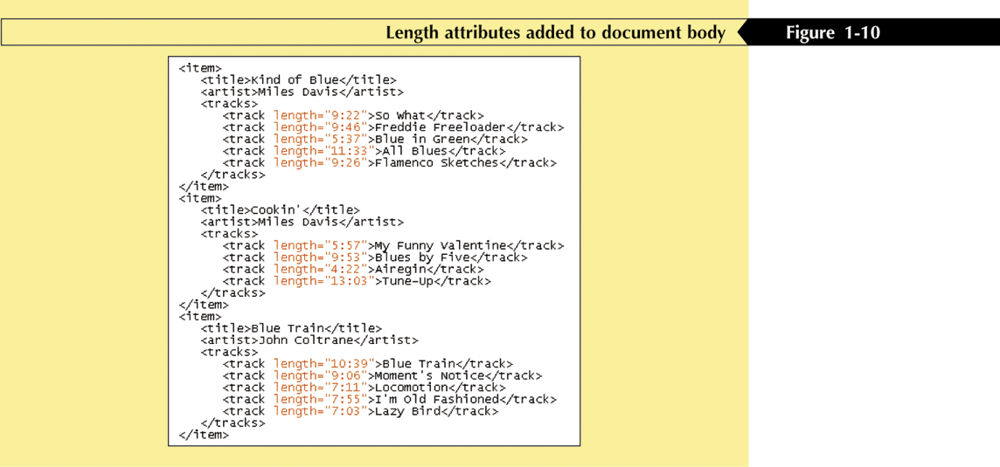 Length attributes added to document body
Figure 1-10
<item>
<title>Kind of Blue</title>
<artist>Miles Davis</artist>
<tracks>
<track length="9:22">So What</track>
<track length="9:46">Freddie Freeloader</track>
<track length="5:37">Blue in Green</track>
<track length="11:33">All Blues</track>
<track length="9:26">Flamenco Sketches</track>
</tracks>
</item>
<item>
<title>Cookin'</title>
<artist>Miles Davis</artist>
<tracks>
<track length="5:57">My Funny Valentine</track>
<track length="9:53">Blues by Five</track>
<track length="4:22">Airegin</track>
<track length="13:03">Tune-Up</track>
</tracks>
</item>
<item>
<title>Blue Train</title>
<artist>John Coltrane</artist>
<tracks>
<track length="10:39">Blue Train</track>
<track length="9:06">Moment's Notice</track>
<track length="7:11">Locomotion</track>
<track length="7:55">I'm Old Fashioned</track>
<track length="7:03">Lazy Bird</track>
</tracks>
</item>